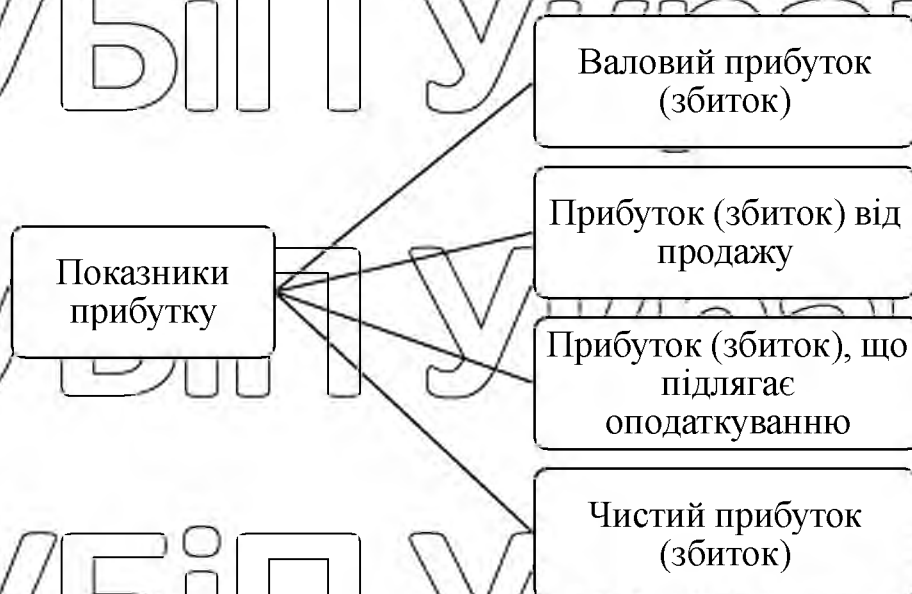 Показники
прибутку
Валовий прибуток
(збиток)
Прибуток (збиток) від
продажу
Прибуток (збиток), що
підлягає
оподаткуванню
Чистий прибуток
(збиток)